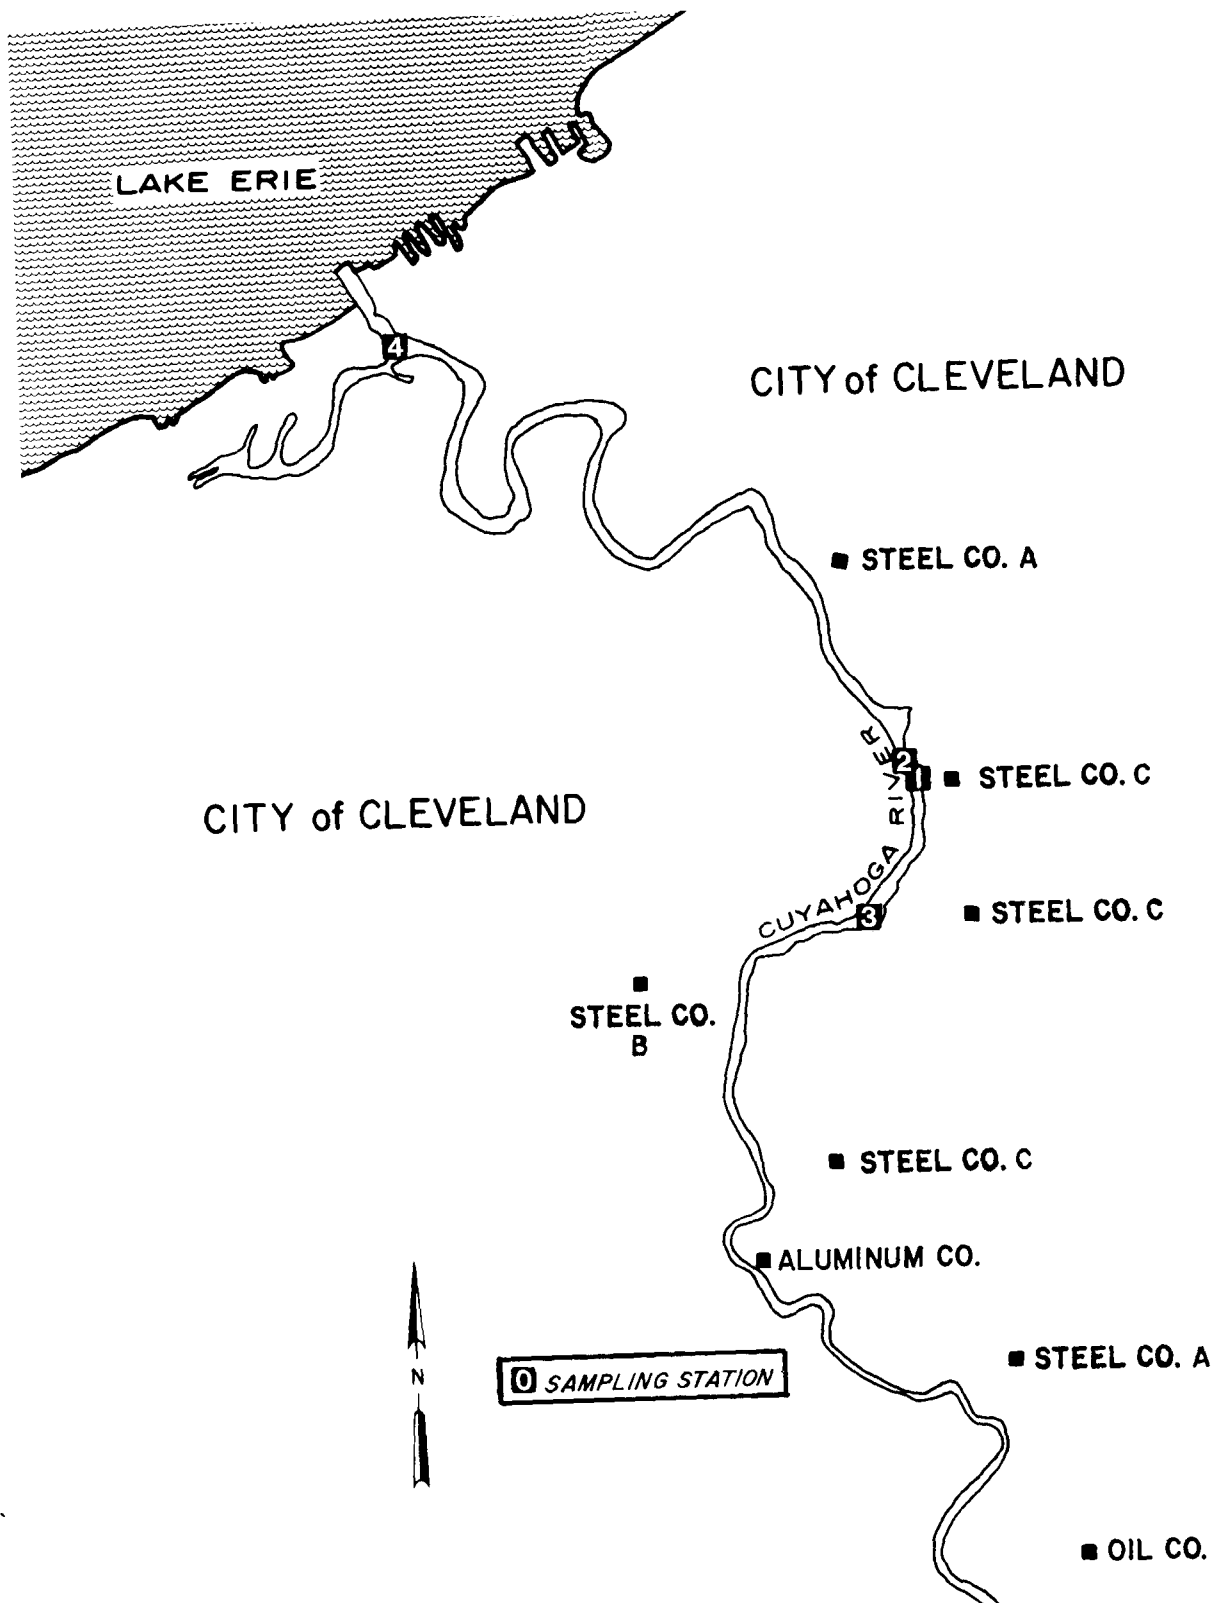 LAKE ERIE
4
CITY of CLEVELAND
STEEL CO. A
2
1
STEEL CO. C
CITY of CLEVELAND
CUYAHOGA RIVER
3
STEEL CO. C
STEEL CO.
B
STEEL CO. C
ALUMINUM CO.
STEEL CO. A
N
0 SAMPLING STATION
OIL CO.